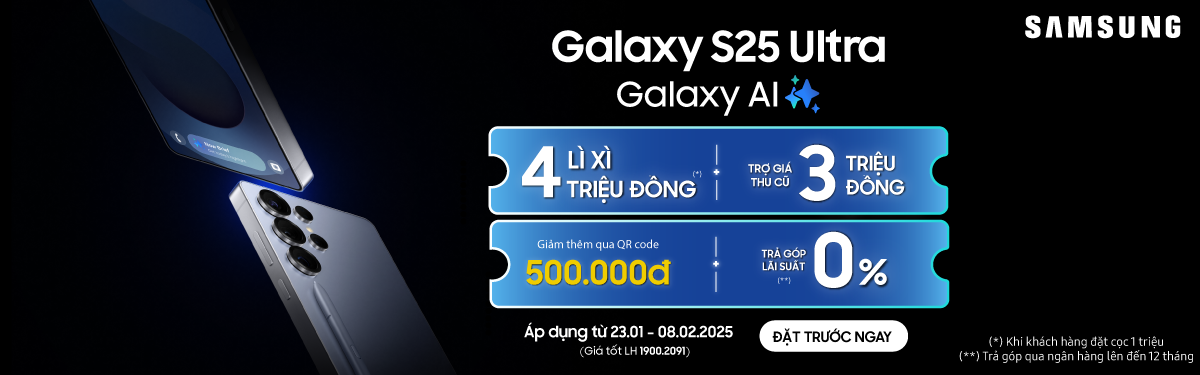 SAMSUNG
Galaxy S25 Ultra
Galaxy AI
4 LÌ XÌ
TRIỆU ĐỒNG(*)
+
TRỢ GIÁ
THU CŨ
3 TRIỆU
ĐỒNG
Giảm thêm qua QR code
500.000đ
+
TRẢ GÓP
LÃI SUẤT
(**)
0%
Áp dụng từ 23.01 - 08.02.2025
(Giá tốt LH 1900.2091)
ĐẶT TRƯỚC NGAY
(*) Khi khách hàng đặt cọc 1 triệu
(**) Trả góp qua ngân hàng lên đến 12 tháng
Now Brief